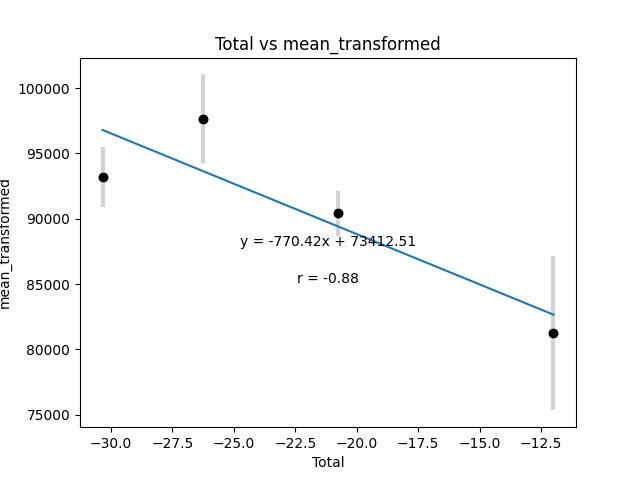 Total vs mean_transformed
100000
95000
90000
85000
80000
75000
mean_transformed
y = -770.42x + 73412.51
r = -0.88
−30.0 −27.5 −25.0 −22.5 −20.0 −17.5 −15.0 −12.5
Total